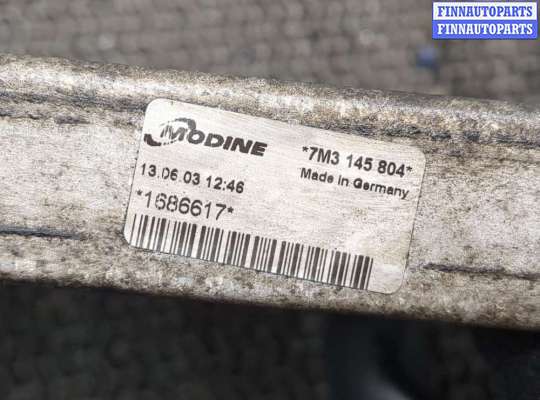 FINNAUTOPARTS
FINNAUTOPARTS
MODINE
*7M3 145 804*
13.06.03 12:46
Made in Germany
*1686617*